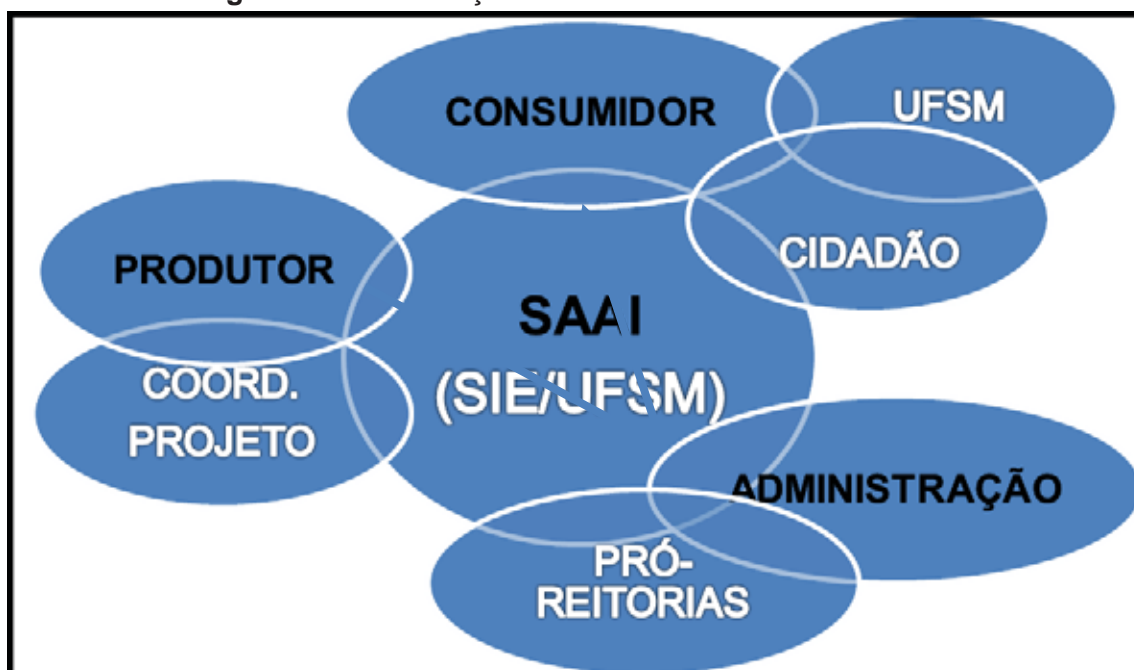 CONSUMIDOR
UFSM
CIDADÃO
PRODUTOR
COORD.
PROJETO
SAAI
(SIE/UFSM)
ADMINISTRAÇÃO
PRÓ-
REITORIAS